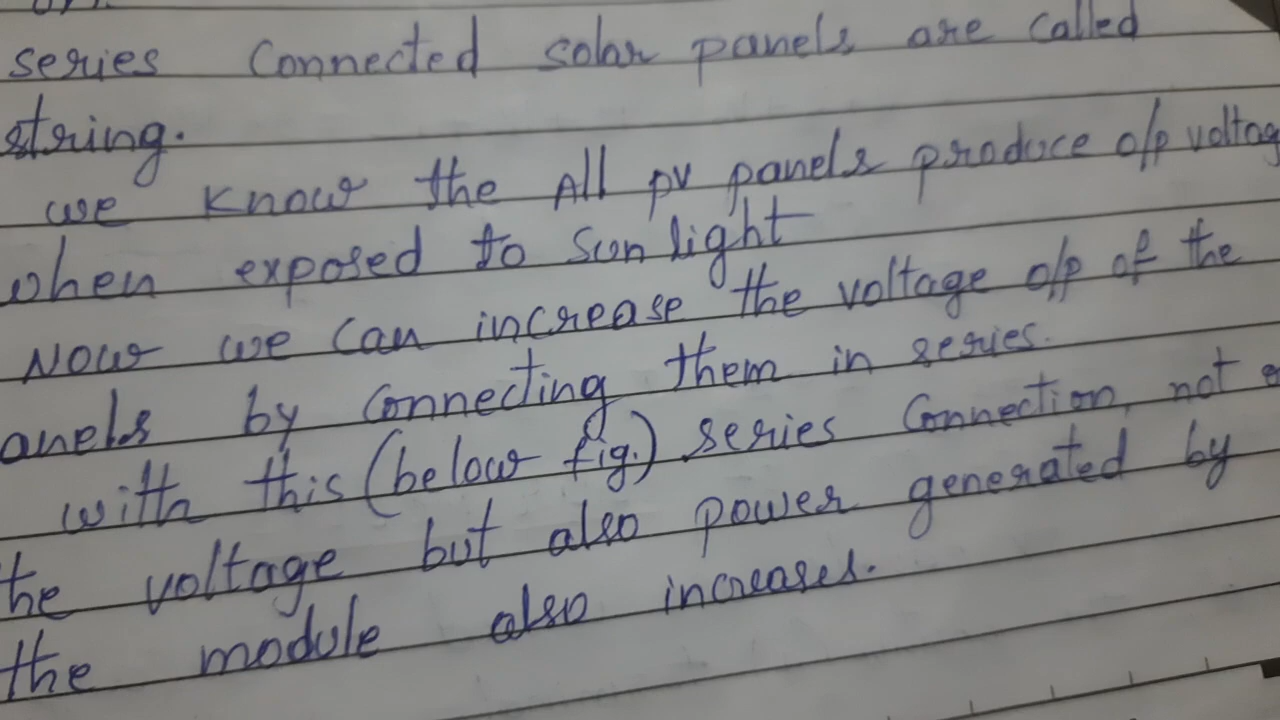 series connected solar panels are called
string.
we know the All pv panels produce o/p voltag
when exposed to sun light
Now we can increase the voltage o/p of the
anels by connecting them in series.
with this (below fig.) series connection, not
the voltage but also power generated by
the module also increases.